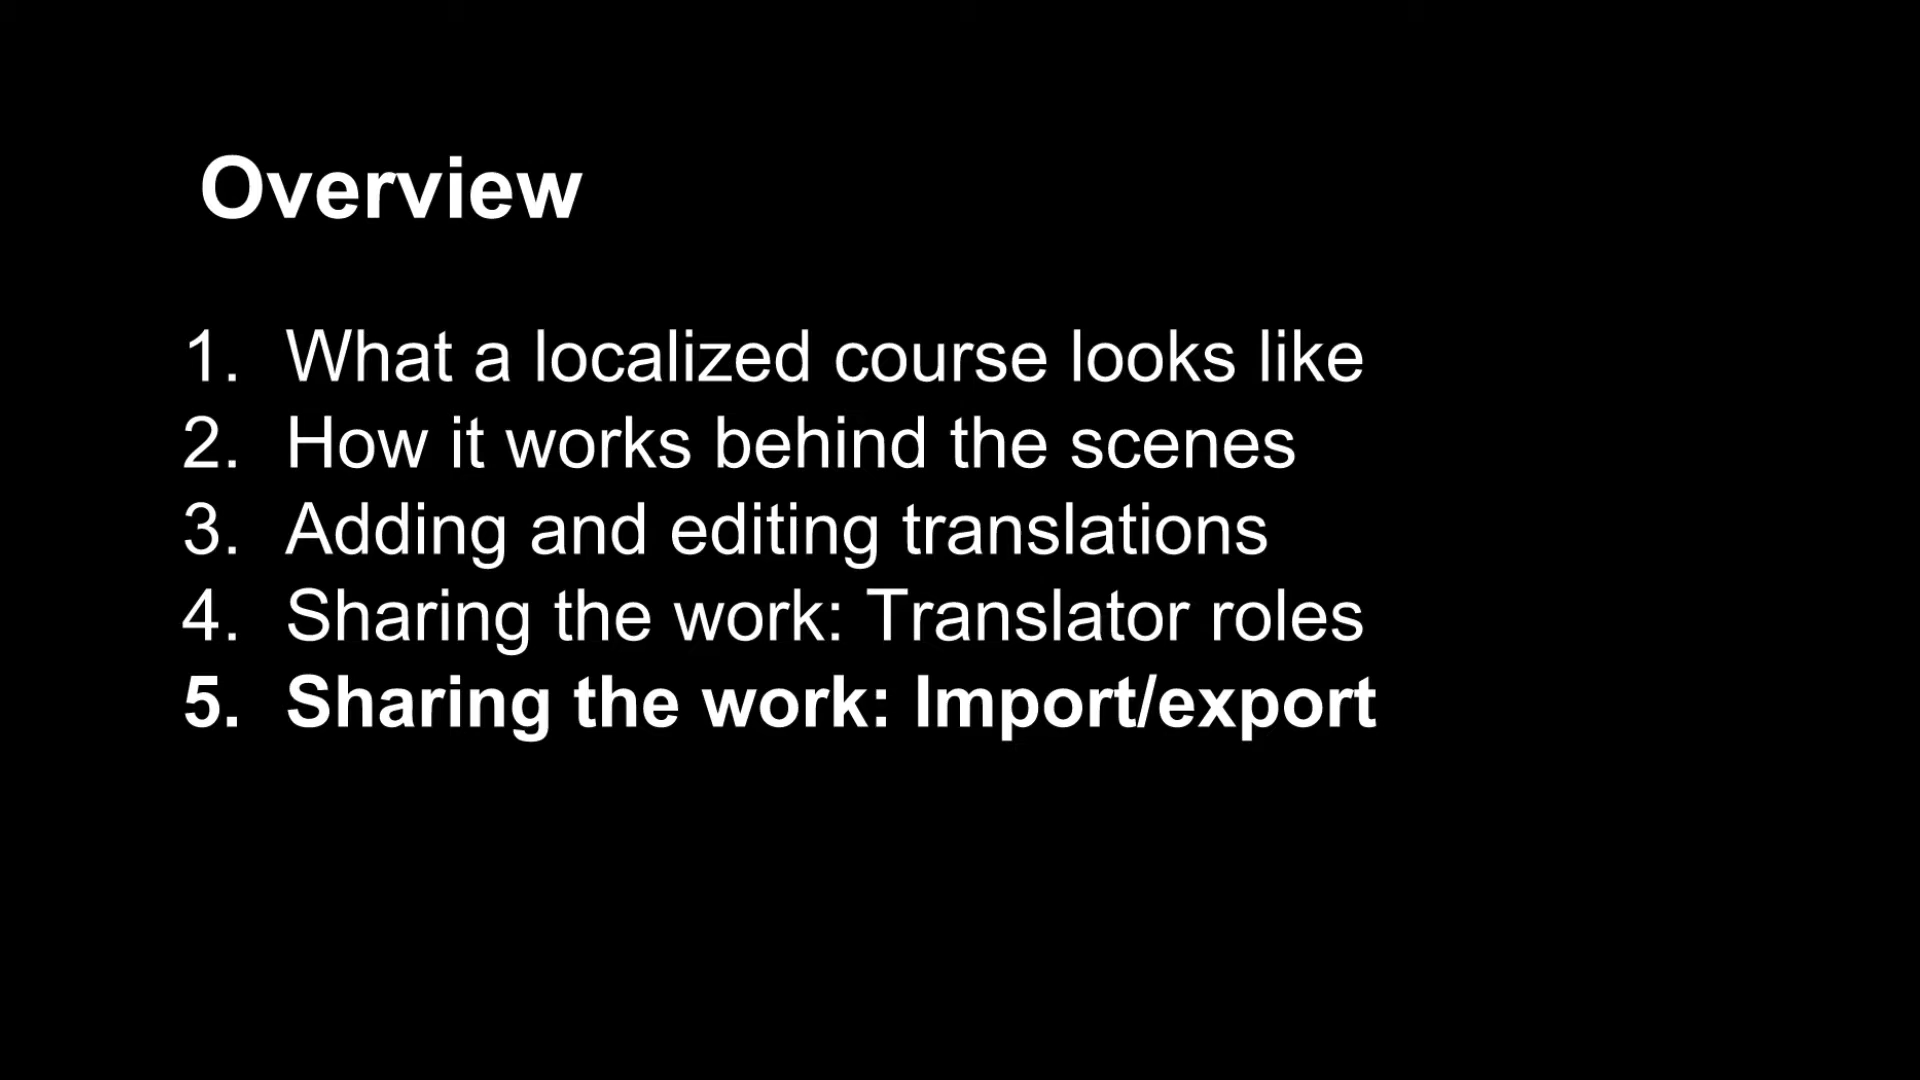 Overview
1. What a localized course looks like
2. How it works behind the scenes
3. Adding and editing translations
4. Sharing the work: Translator roles
5. Sharing the work: Import/export